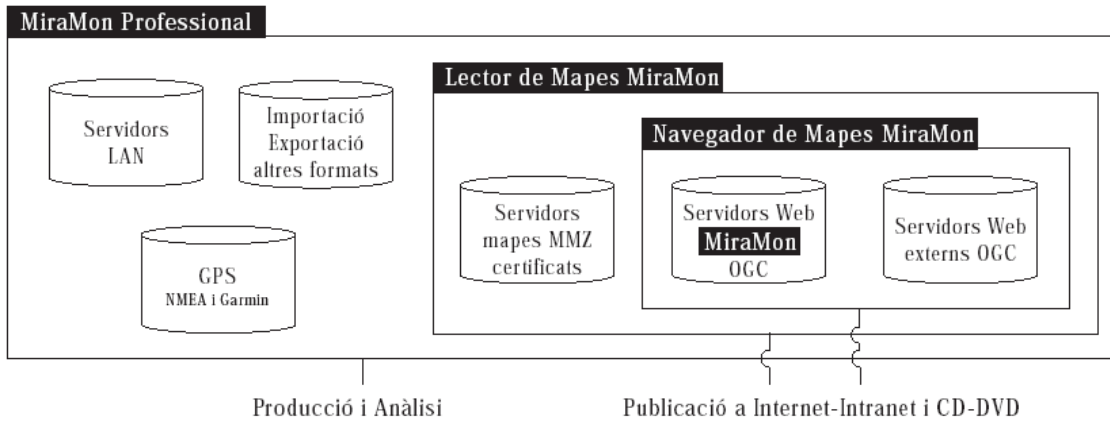 MiraMon Professional
Servidors
LAN
Importació
Exportació
altres formats
GPS
NMEA i Garmin
Lector de Mapes MiraMon
Servidors
mapes MMZ
certificats
Navegador de Mapes MiraMon
Servidors Web
MiraMon
OGC
Servidors Web
externs OGC
Producció i Anàlisi
Publicació a Internet-Intranet i CD-DVD